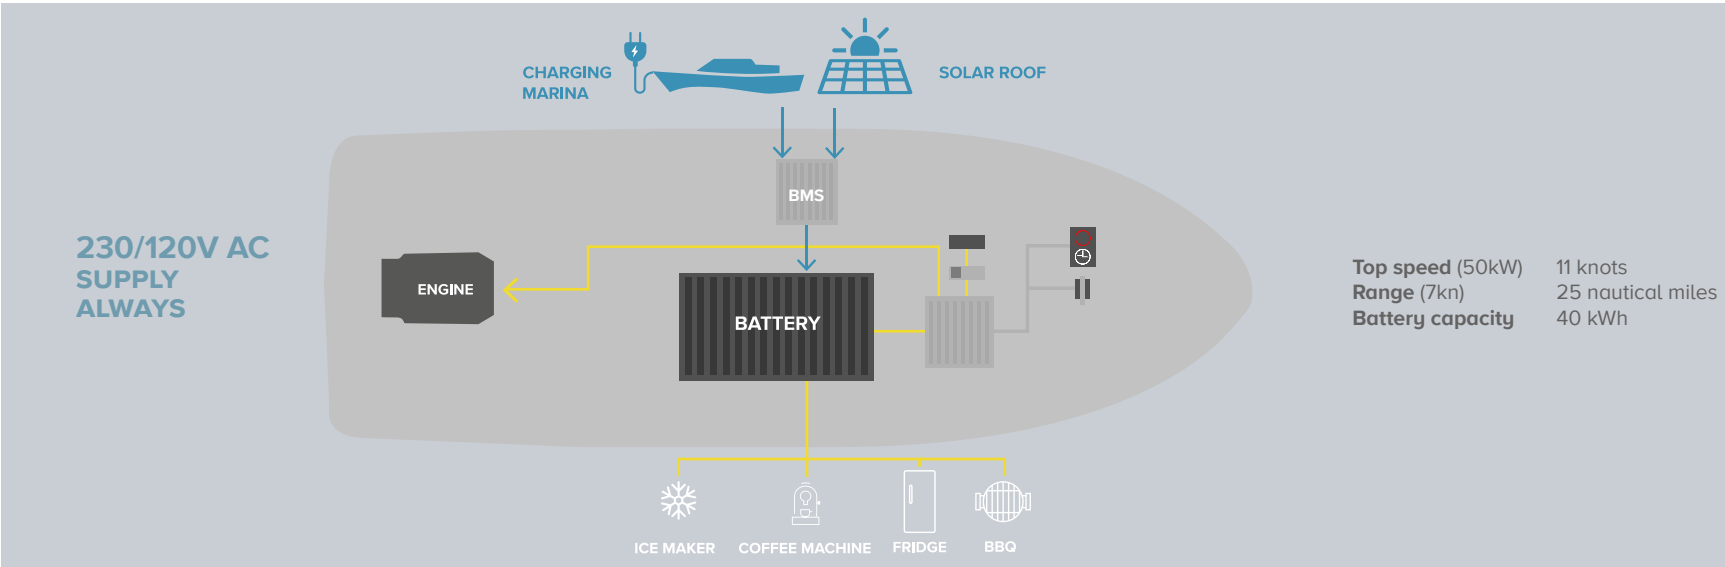 CHARGING
MARINA
SOLAR ROOF
BMS
230/120V AC
SUPPLY
ALWAYS
ENGINE
BATTERY
Top speed (50kW) 11 knots
Range (7kn) 25 nautical miles
Battery capacity 40 kWh
ICE MAKER
COFFEE MACHINE
FRIDGE
BBQ